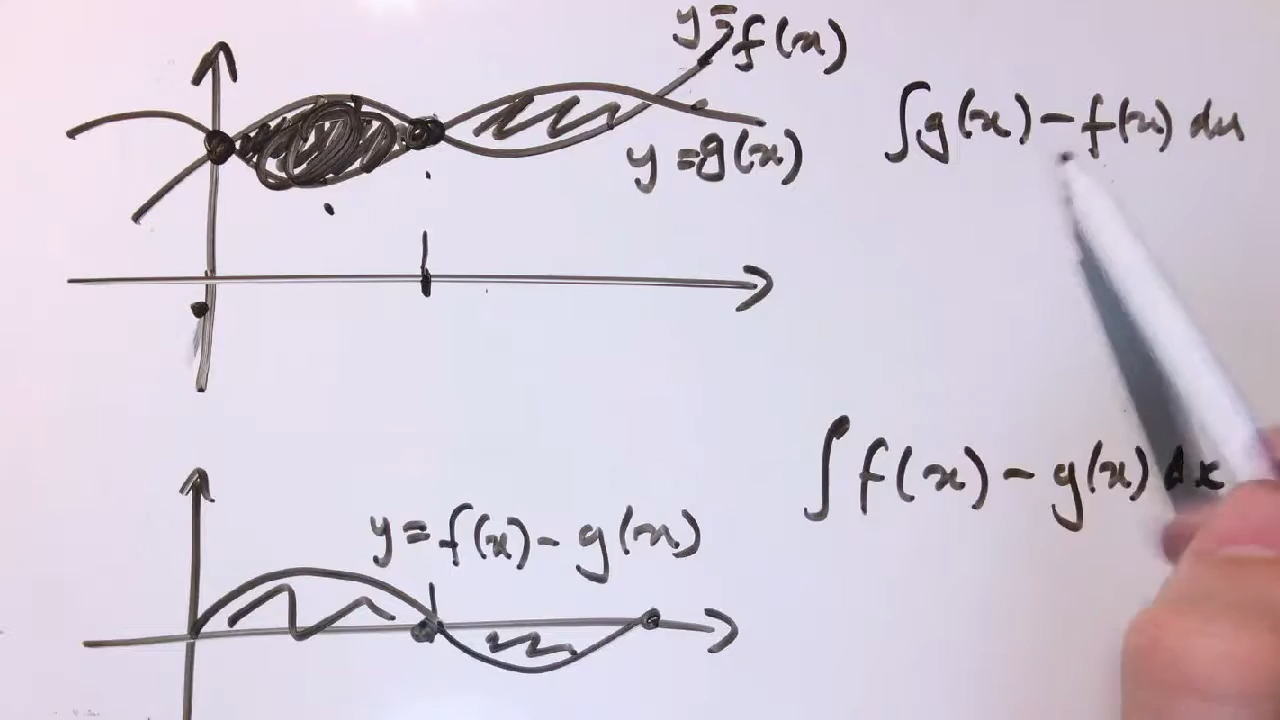 y=f(x)
y=g(x)
∫g(x)-f(x) dx
∫f(x)-g(x) dx
y=f(x)-g(x)